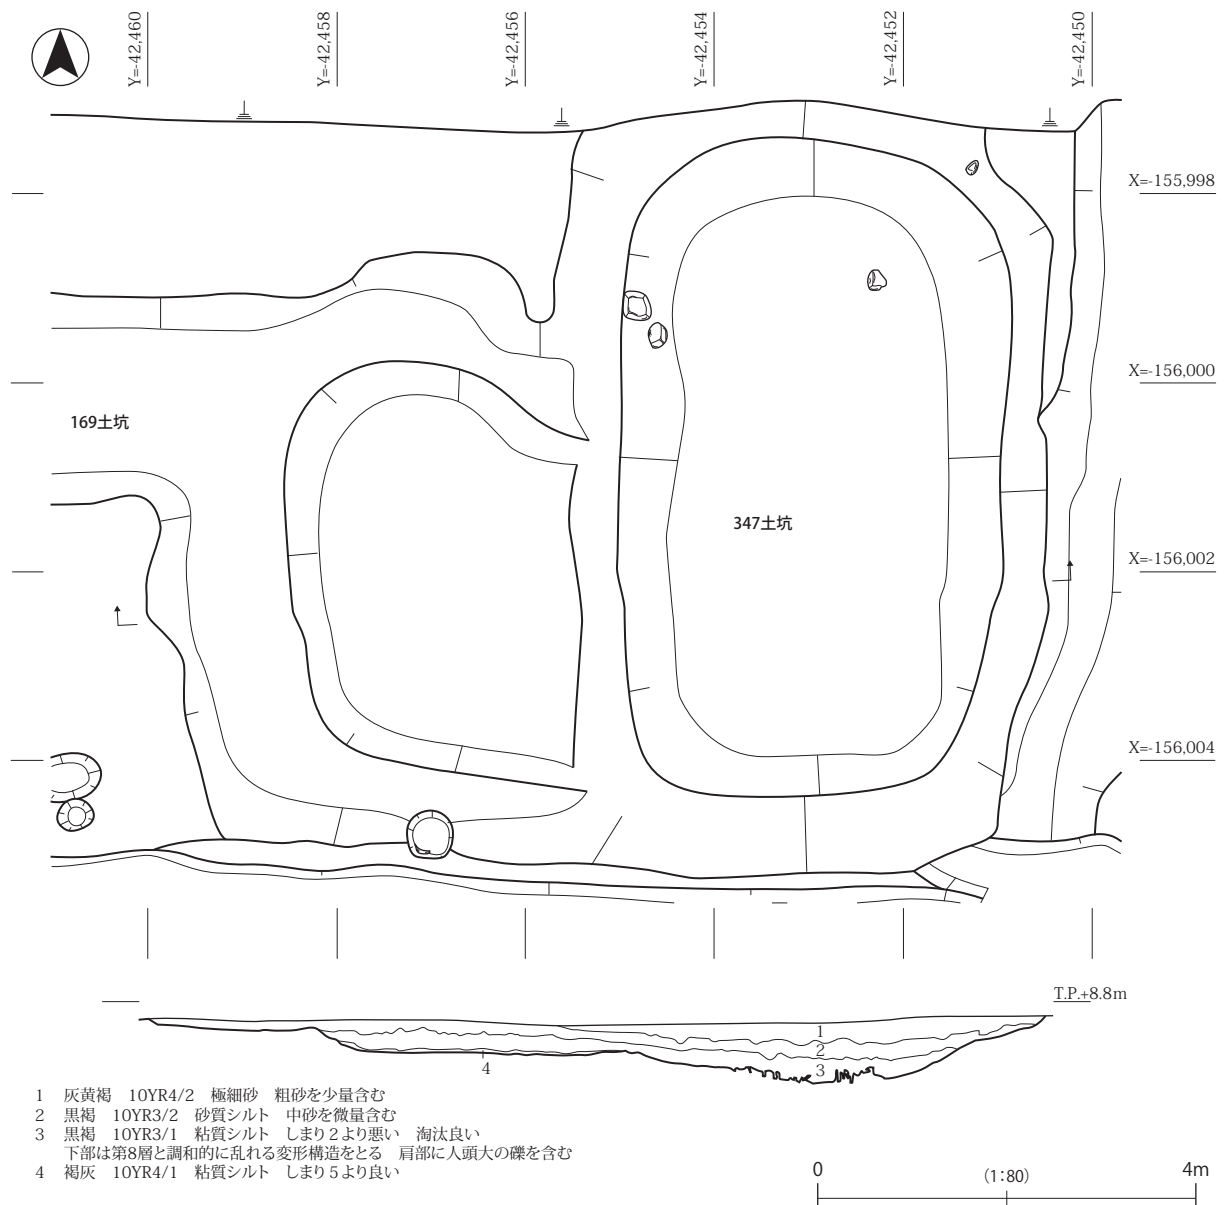 Y=-42,460
Y=-42,458
Y=-42,456
Y=-42,454
Y=-42,452
Y=-42,450
X=-155,998
X=-156,000
169土坑
347土坑
X=-156,002
X=-156,004
T.P.+8.8m
1
2
3
4
1 灰黄褐 10YR4/2 極細砂 粗砂を少量含む
2 黒褐 10YR3/2 砂質シルト 中砂を微量含む
3 黒褐 10YR3/1 粘質シルト しまり2より悪い 淘汰良い
下部は第8層と調和的に乱れる変形構造をとる 肩部に人頭大の礫を含む
4 褐灰 10YR4/1 粘質シルト しまり5より良い
0 (1:80) 4m